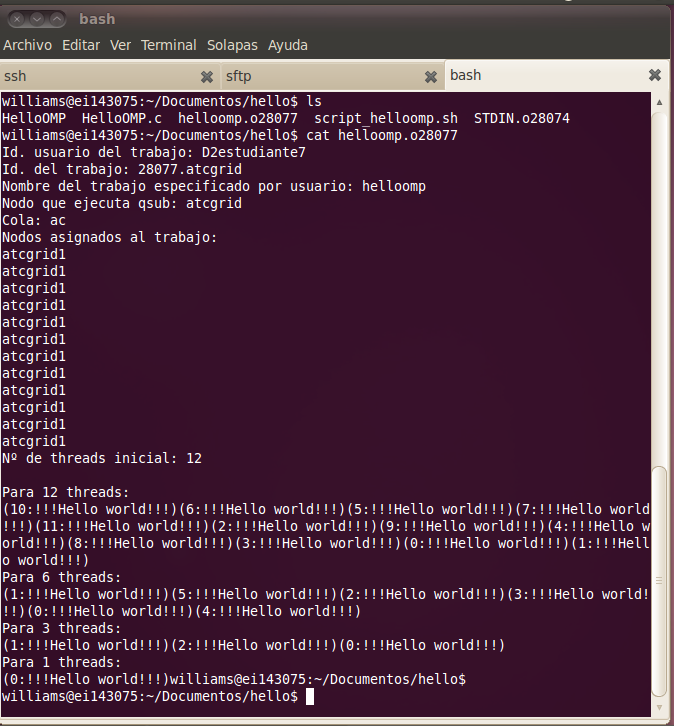 bash
Archivo Editar Ver Terminal Solapas Ayuda
ssh sftp bash
williams@ei143075:~/Documentos/hello$ ls
HelloOMP HelloOMP.c helloomp.o28077 script_helloomp.sh STDIN.o28074
williams@ei143075:~/Documentos/hello$ cat helloomp.o28077
Id. usuario del trabajo: D2estudiante7
Id. del trabajo: 28077.atcgrid
Nombre del trabajo especificado por usuario: helloomp
Nodo que ejecuta qsub: atcgrid
Cola: ac
Nodos asignados al trabajo:
atcgrid1
atcgrid1
atcgrid1
atcgrid1
atcgrid1
atcgrid1
atcgrid1
atcgrid1
atcgrid1
atcgrid1
atcgrid1
atcgrid1
Nº de threads inicial: 12
Para 12 threads:
(10:!!!Hello world!!!)(6:!!!Hello world!!!)(5:!!!Hello world!!!)(7:!!!Hello world
!!!)(11:!!!Hello world!!!)(2:!!!Hello world!!!)(9:!!!Hello world!!!)(4:!!!Hello w
orld!!!)(8:!!!Hello world!!!)(3:!!!Hello world!!!)(0:!!!Hello world!!!)(1:!!!Hell
o world!!!)
Para 6 threads:
(1:!!!Hello world!!!)(5:!!!Hello world!!!)(2:!!!Hello world!!!)(3:!!!Hello world!
!!)(0:!!!Hello world!!!)(4:!!!Hello world!!!)
Para 3 threads:
(1:!!!Hello world!!!)(2:!!!Hello world!!!)(0:!!!Hello world!!!)
Para 1 threads:
(0:!!!Hello world!!!)williams@ei143075:~/Documentos/hello$
williams@ei143075:~/Documentos/hello$